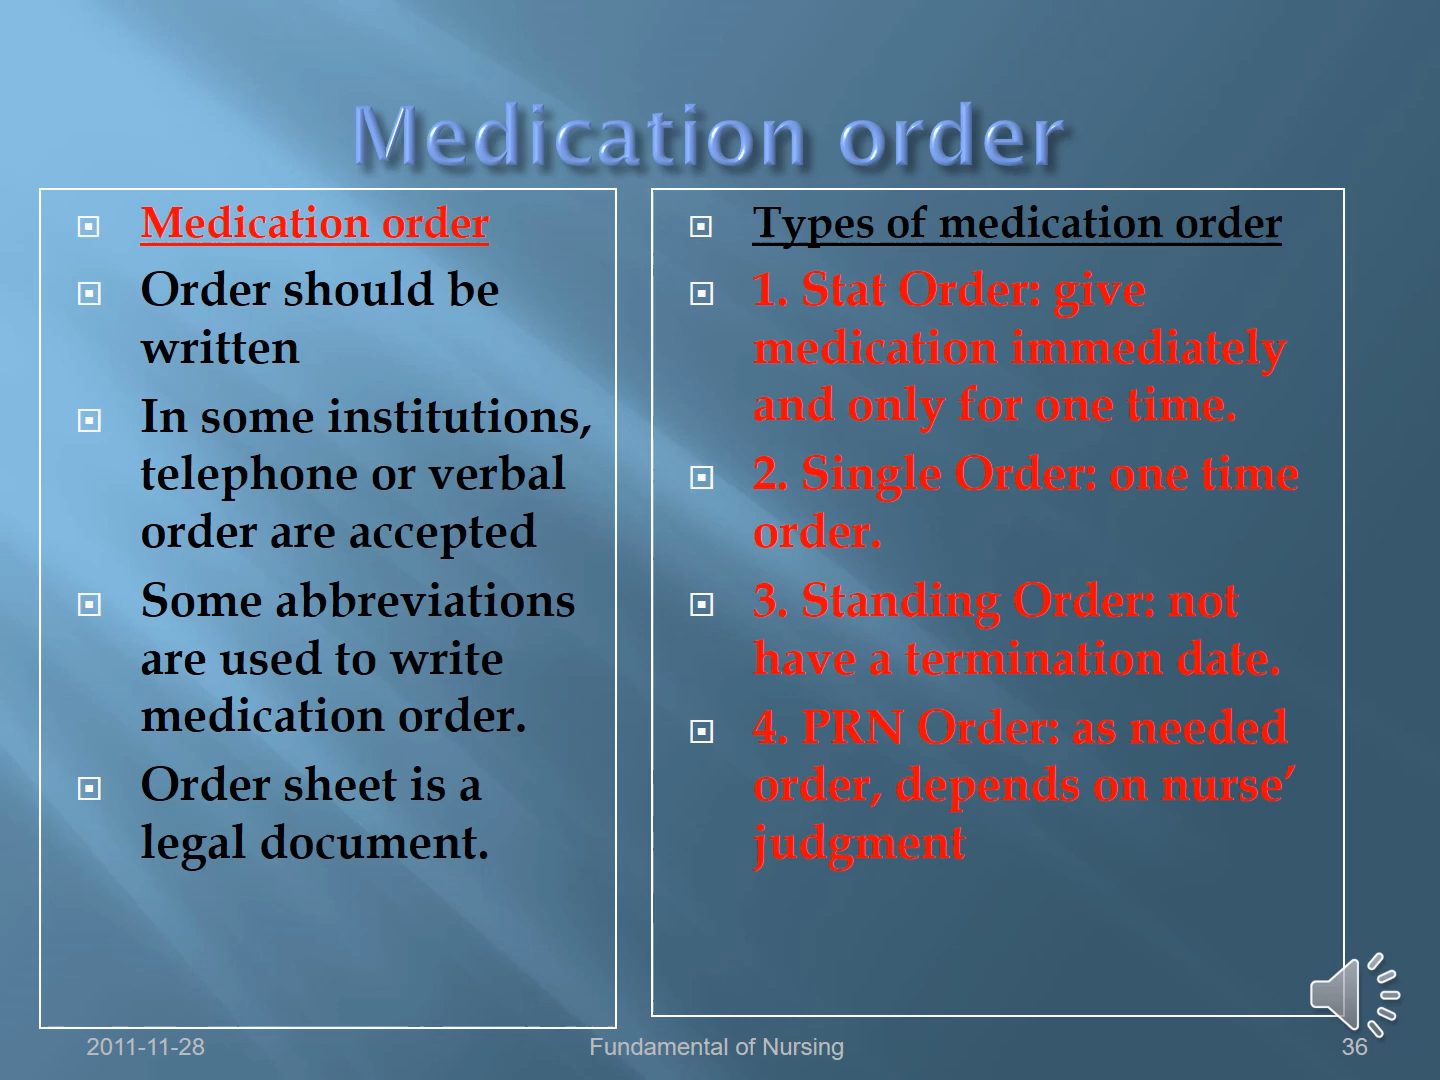 Medication order
Medication order
Order should be
written
In some institutions,
telephone or verbal
order are accepted
Some abbreviations
are used to write
medication order.
Order sheet is a
legal document.
Types of medication order
1. Stat Order: give
medication immediately
and only for one time.
2. Single Order: one time
order.
3. Standing Order: not
have a termination date.
4. PRN Order: as needed
order, depends on nurse’
judgment
2011-11-28
Fundamental of Nursing
36